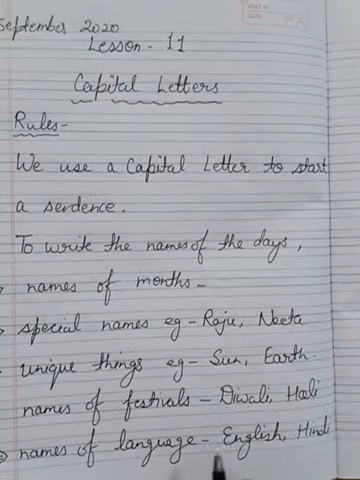 September 2020
Lesson - 11
Capital Letters
Rules -
We use a Capital Letter to start
a sentence.
To write the names of the days,
names of months -
special names eg - Raju, Neeta
unique things eg - Sun, Earth.
names of festivals - Diwali, Holi
names of language - English, Hindi